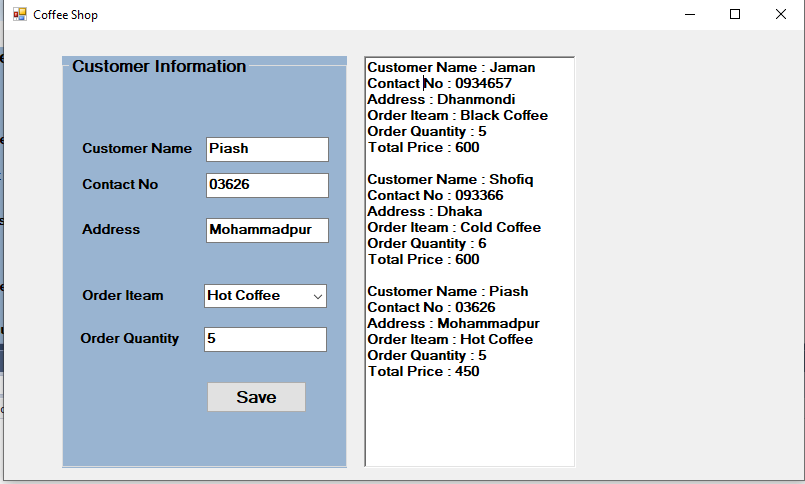 Coffee Shop
Customer Information
Customer Name Piash
Contact No 03626
Address Mohammadpur
Order Iteam Hot Coffee
Order Quantity 5
Save
Customer Name : Jaman
Contact No : 0934657
Address : Dhanmondi
Order Iteam : Black Coffee
Order Quantity : 5
Total Price : 600
Customer Name : Shofiq
Contact No : 093366
Address : Dhaka
Order Iteam : Cold Coffee
Order Quantity : 6
Total Price : 600
Customer Name : Piash
Contact No : 03626
Address : Mohammadpur
Order Iteam : Hot Coffee
Order Quantity : 5
Total Price : 450